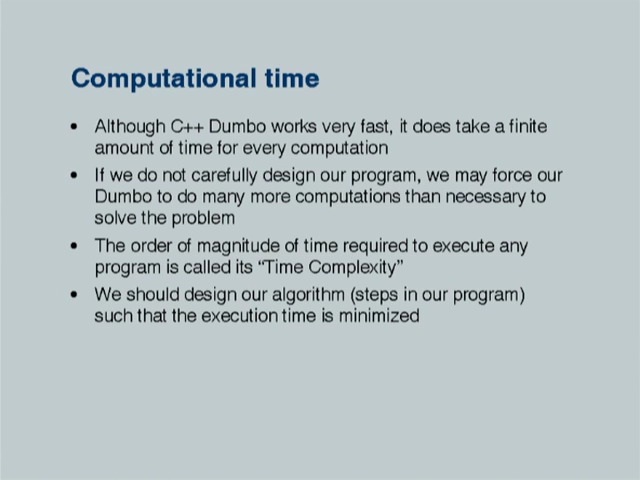 Computational time
• Although C++ Dumbo works very fast, it does take a finite
amount of time for every computation
• If we do not carefully design our program, we may force our
Dumbo to do many more computations than necessary to
solve the problem
• The order of magnitude of time required to execute any
program is called its “Time Complexity”
• We should design our algorithm (steps in our program)
such that the execution time is minimized